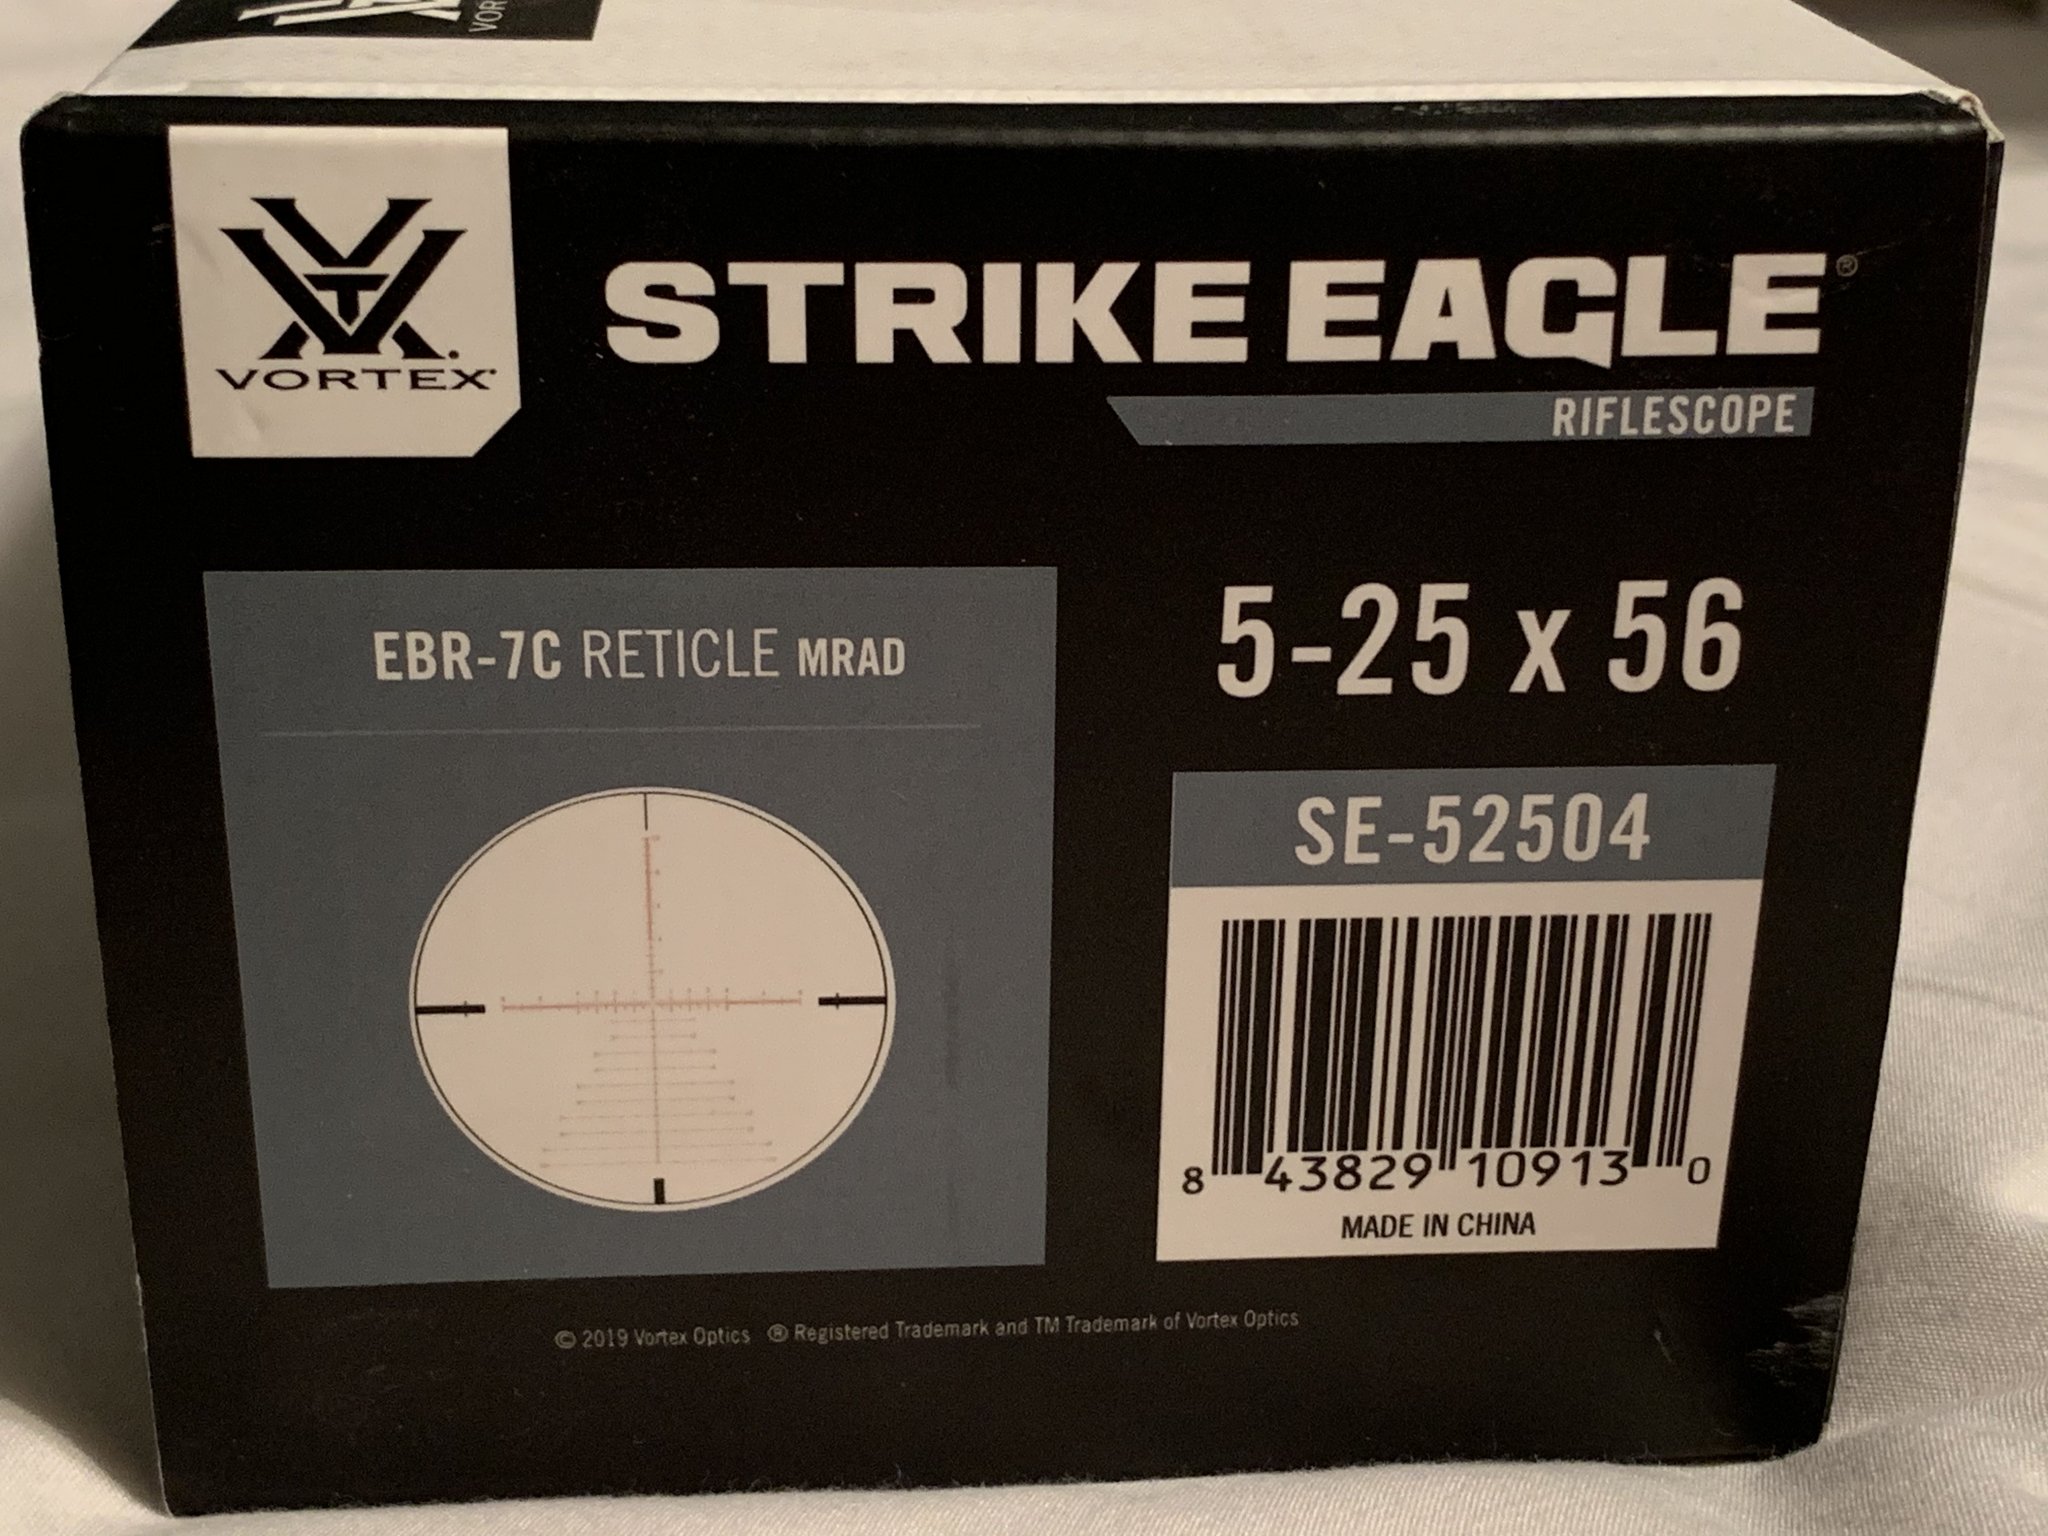 VOR
VORTEX
STRIKE EAGLE®
RIFLESCOPE
EBR-7C RETICLE MRAD
5-25 x 56
SE-52504
8 43829 10913 0
MADE IN CHINA
© 2019 Vortex Optics ® Registered Trademark and TM Trademark of Vortex Optics